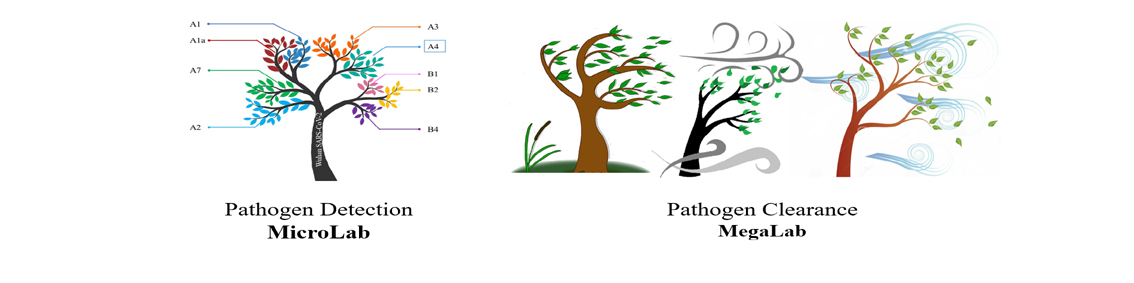 A1
A1a
A7
A2
A3
A4
B1
B2
B4
Wuhan SARS-CoV-2
Pathogen Detection
MicroLab
Pathogen Clearance
MegaLab